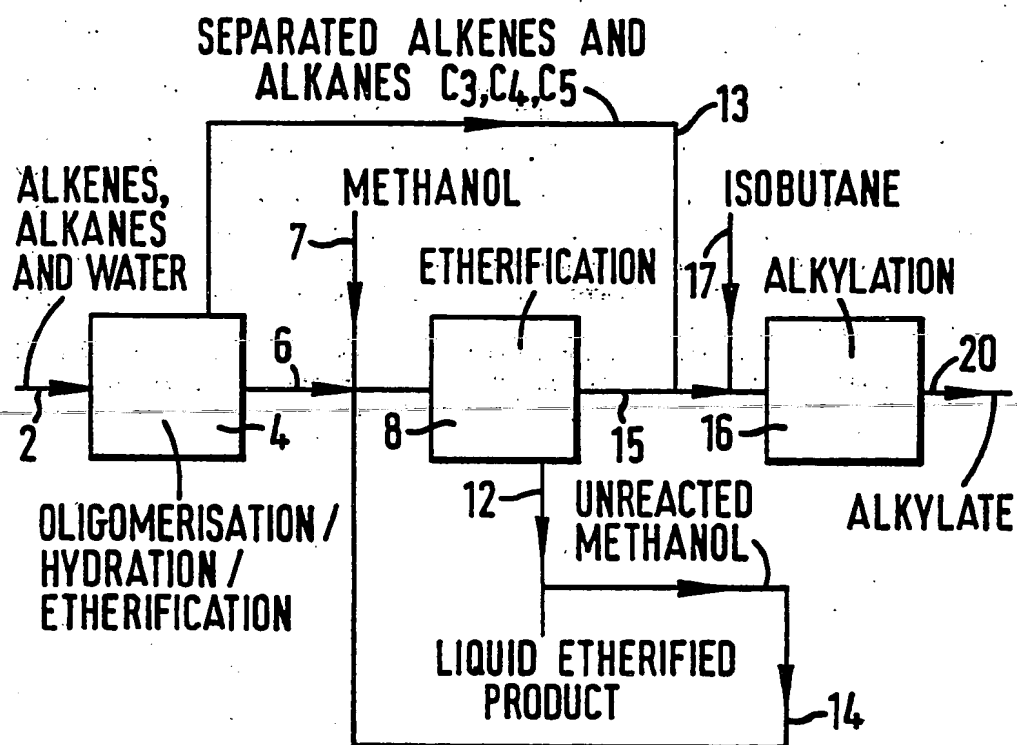 SEPARATED ALKENES AND
ALKANES C3,C4,C5
13
ALKENES,
ALKANES
AND WATER
METHANOL
7
ISOBUTANE
17
ETHERIFICATION
ALKYLATION
2
4
6
8
15
16
20
12
UNREACTED
METHANOL
ALKYLATE
OLIGOMERISATION/
HYDRATION/
ETHERIFICATION
LIQUID ETHERIFIED
PRODUCT
14